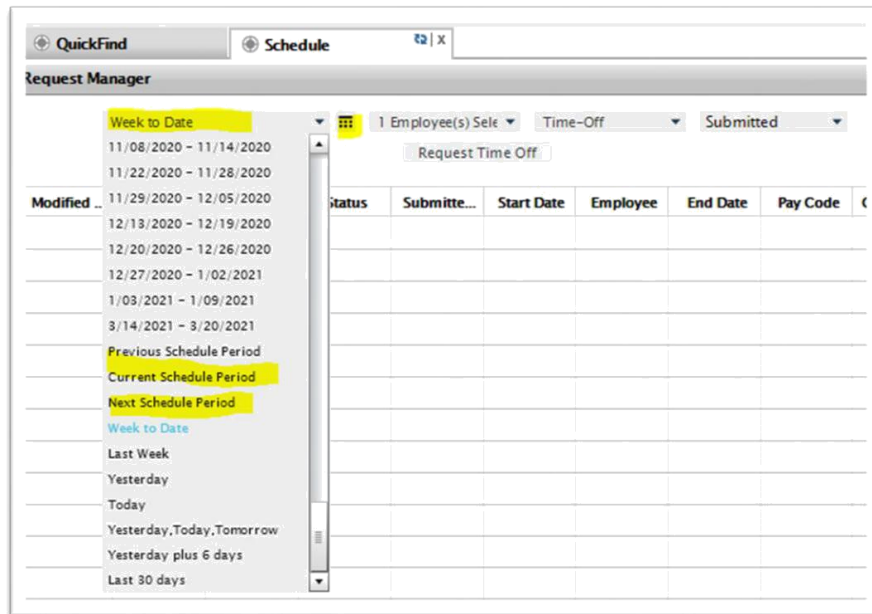 QuickFind
Schedule
X
Request Manager
Week to Date
1 Employee(s) Sele
Time-Off
Submitted
Request Time Off
Modified ..
Status
Submitte...
Start Date
Employee
End Date
Pay Code
11/08/2020 - 11/14/2020
11/22/2020 - 11/28/2020
11/29/2020 - 12/05/2020
12/13/2020 - 12/19/2020
12/20/2020 - 12/26/2020
12/27/2020 - 1/02/2021
1/03/2021 - 1/09/2021
3/14/2021 - 3/20/2021
Previous Schedule Period
Current Schedule Period
Next Schedule Period
Week to Date
Last Week
Yesterday
Today
Yesterday,Today,Tomorrow
Yesterday plus 6 days
Last 30 days